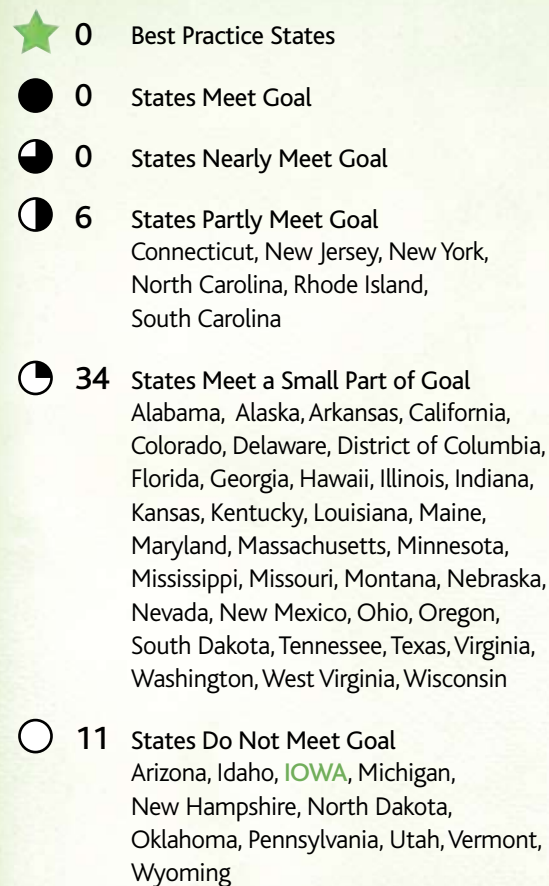 0 Best Practice States
0 States Meet Goal
0 States Nearly Meet Goal
6 States Partly Meet Goal
Connecticut, New Jersey, New York,
North Carolina, Rhode Island,
South Carolina
34 States Meet a Small Part of Goal
Alabama, Alaska, Arkansas, California,
Colorado, Delaware, District of Columbia,
Florida, Georgia, Hawaii, Illinois, Indiana,
Kansas, Kentucky, Louisiana, Maine,
Maryland, Massachusetts, Minnesota,
Mississippi, Missouri, Montana, Nebraska,
Nevada, New Mexico, Ohio, Oregon,
South Dakota, Tennessee, Texas, Virginia,
Washington, West Virginia, Wisconsin
11 States Do Not Meet Goal
Arizona, Idaho, IOWA, Michigan,
New Hampshire, North Dakota,
Oklahoma, Pennsylvania, Utah, Vermont,
Wyoming